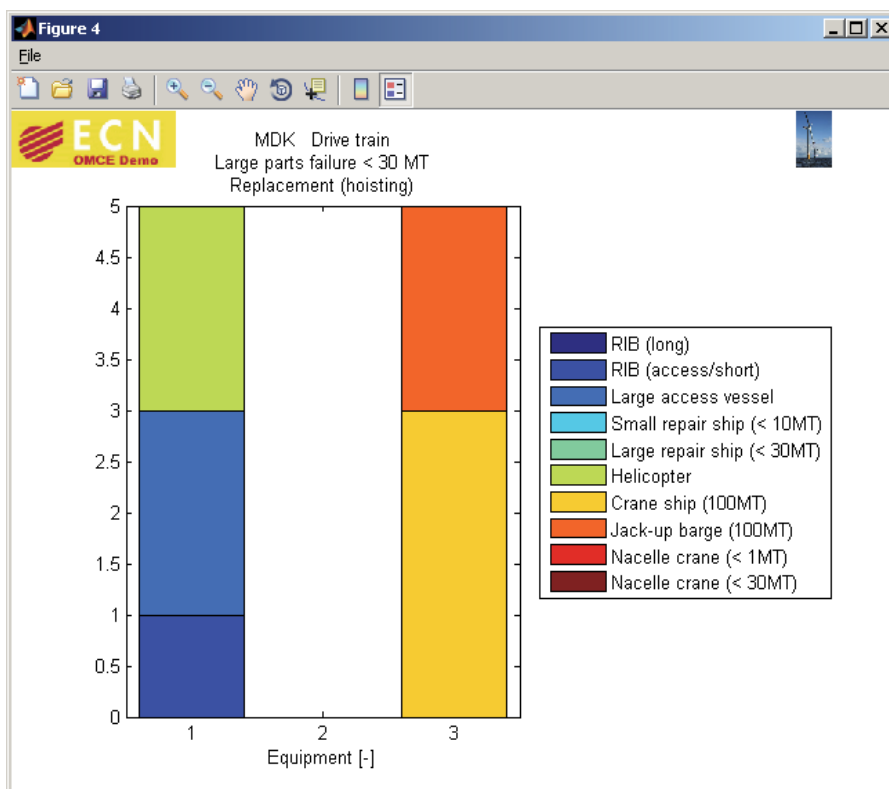 Figure 4
File
ECN
OMCE Demo
MDK Drive train
Large parts failure < 30 MT
Replacement (hoisting)
5
4.5
4
3.5
3
2.5
2
1.5
1
0.5
0
1 2 3
Equipment [-]
RIB (long)
RIB (access/short)
Large access vessel
Small repair ship (< 10MT)
Large repair ship (< 30MT)
Helicopter
Crane ship (100MT)
Jack-up barge (100MT)
Nacelle crane (< 1MT)
Nacelle crane (< 30MT)